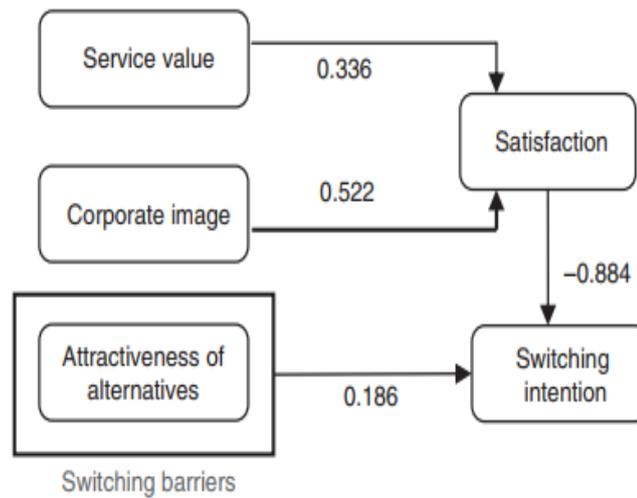 Service value
0.336
Satisfaction
Corporate image
0.522
–0.884
Attractiveness of
alternatives
0.186
Switching
intention
Switching barriers